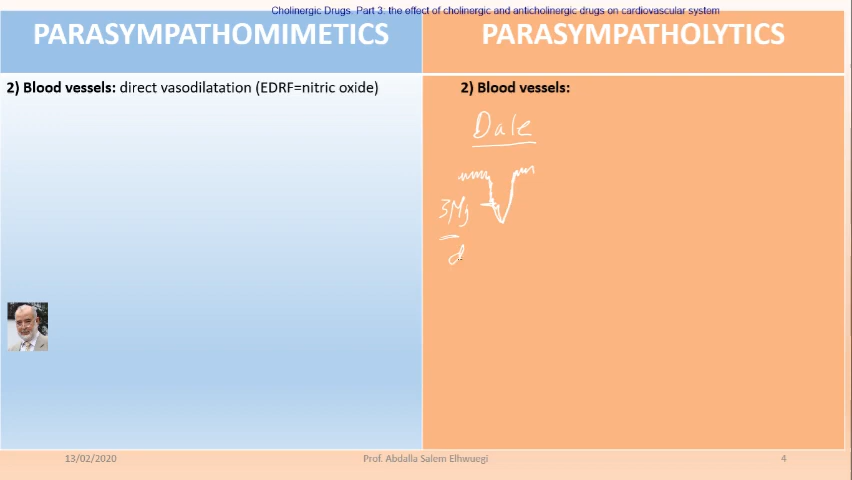 Cholinergic Drugs. Part 3: the effect of cholinergic and anticholinergic drugs on cardiovascular system
PARASYMPATHOMIMETICS
PARASYMPATHOLYTICS
2) Blood vessels: direct vasodilatation (EDRF=nitric oxide)
2) Blood vessels:
Dale
13/02/2020
Prof. Abdalla Salem Elhwuegi
4